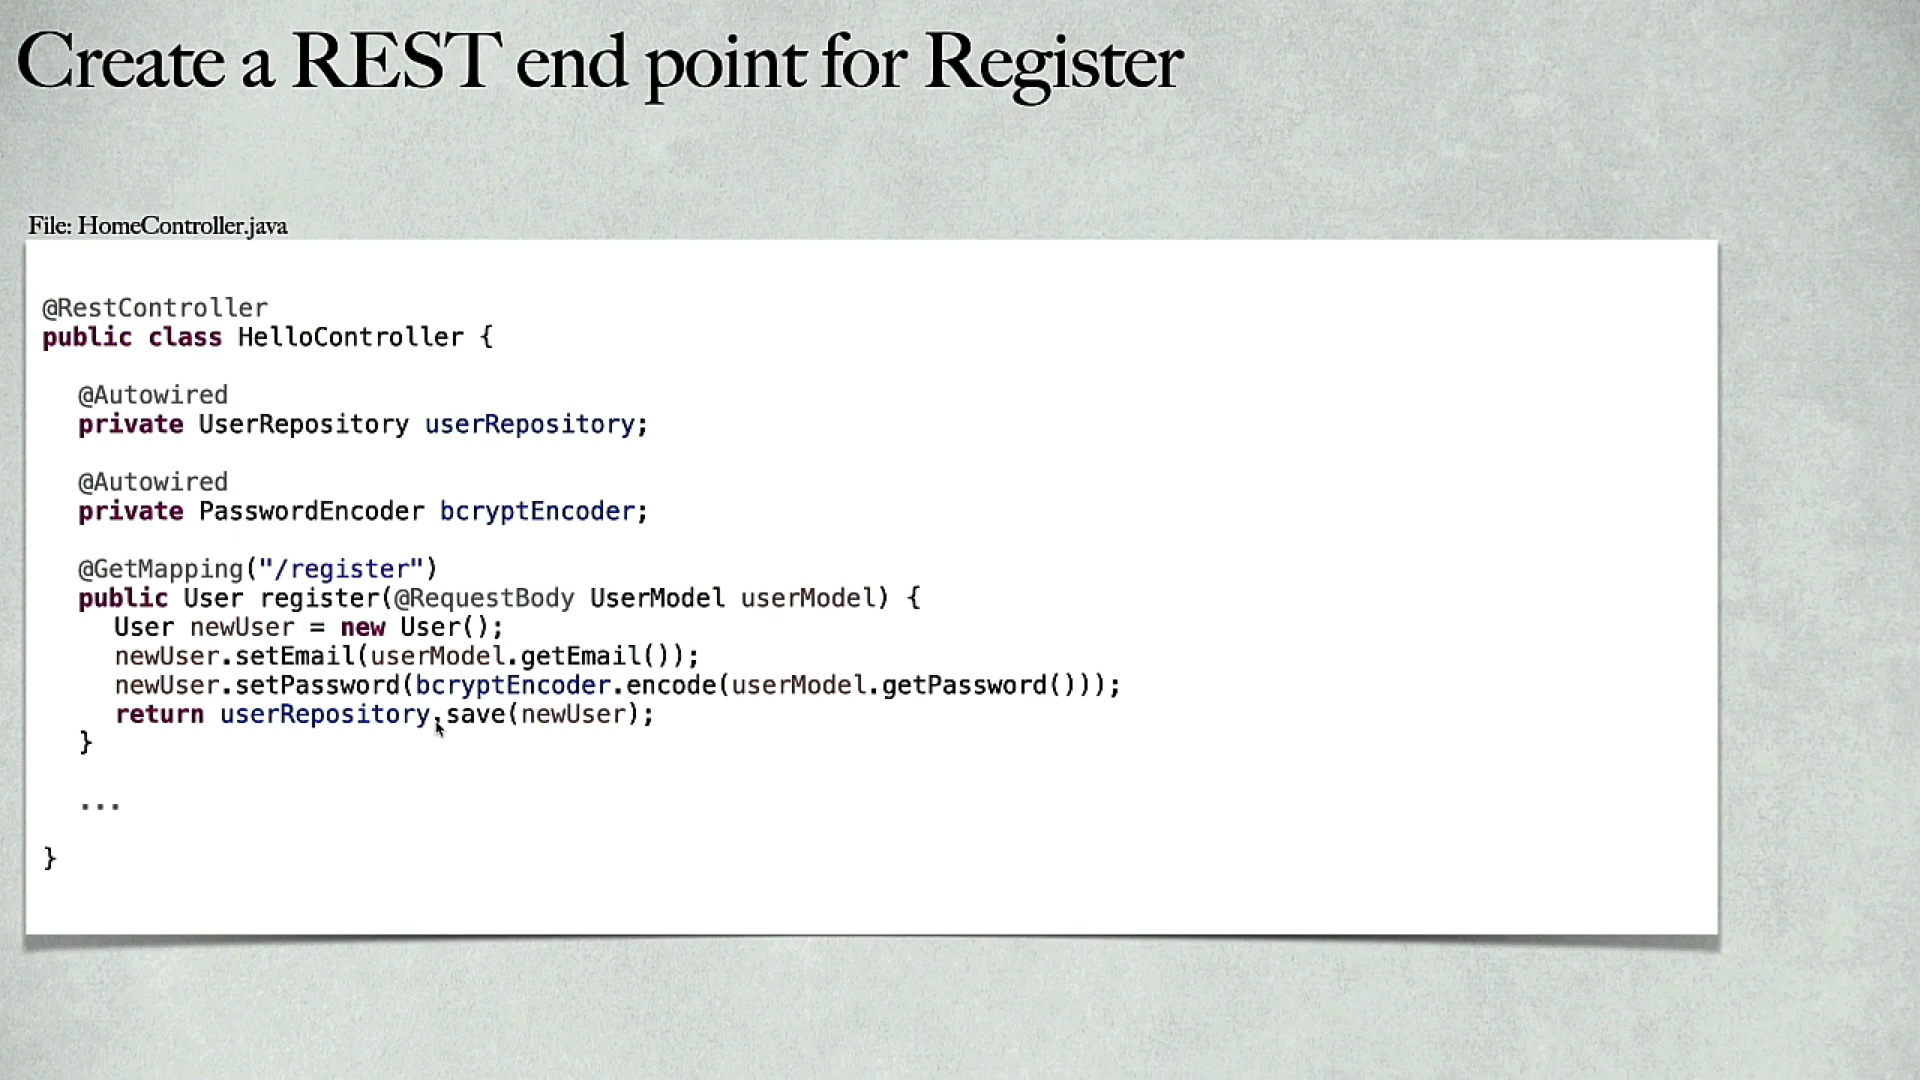 Create a REST end point for Register
File: HomeController.java
@RestController
public class HelloController {
@Autowired
private UserRepository userRepository;
@Autowired
private PasswordEncoder bcryptEncoder;
@GetMapping("/register")
public User register(@RequestBody UserModel userModel) {
User newUser = new User();
newUser.setEmail(userModel.getEmail());
newUser.setPassword(bcryptEncoder.encode(userModel.getPassword()));
return userRepository.save(newUser);
}
...
}